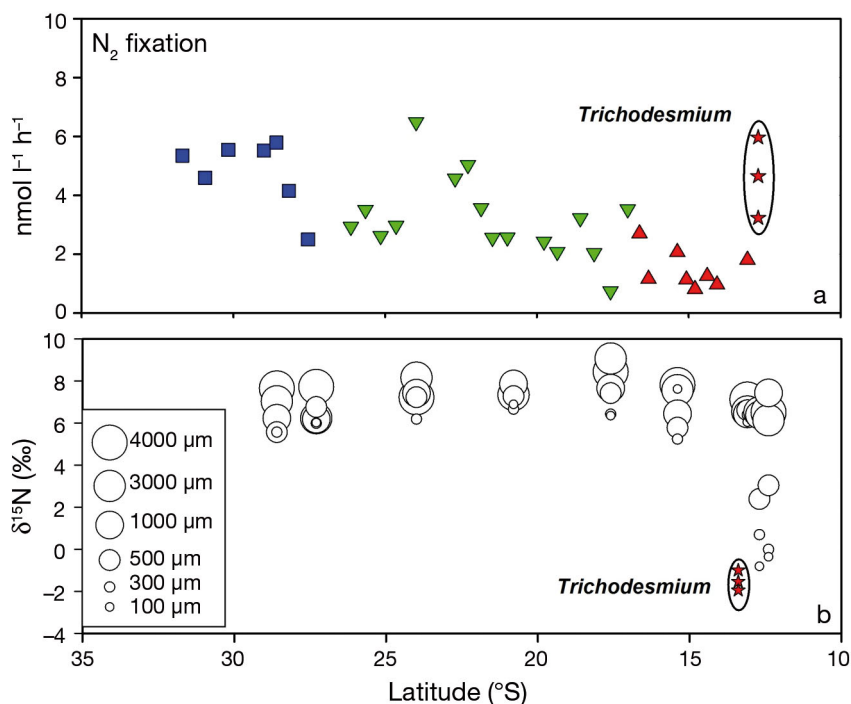 10
N₂ fixation
8
Trichodesmium
6
nmol l⁻¹ h⁻¹
4
2
0
a
10
8
6
4
2
0
−2
−4
δ¹⁵N (‰)
4000 µm
3000 µm
1000 µm
500 µm
300 µm
100 µm
Trichodesmium
b
35
30
25
20
15
10
Latitude (°S)